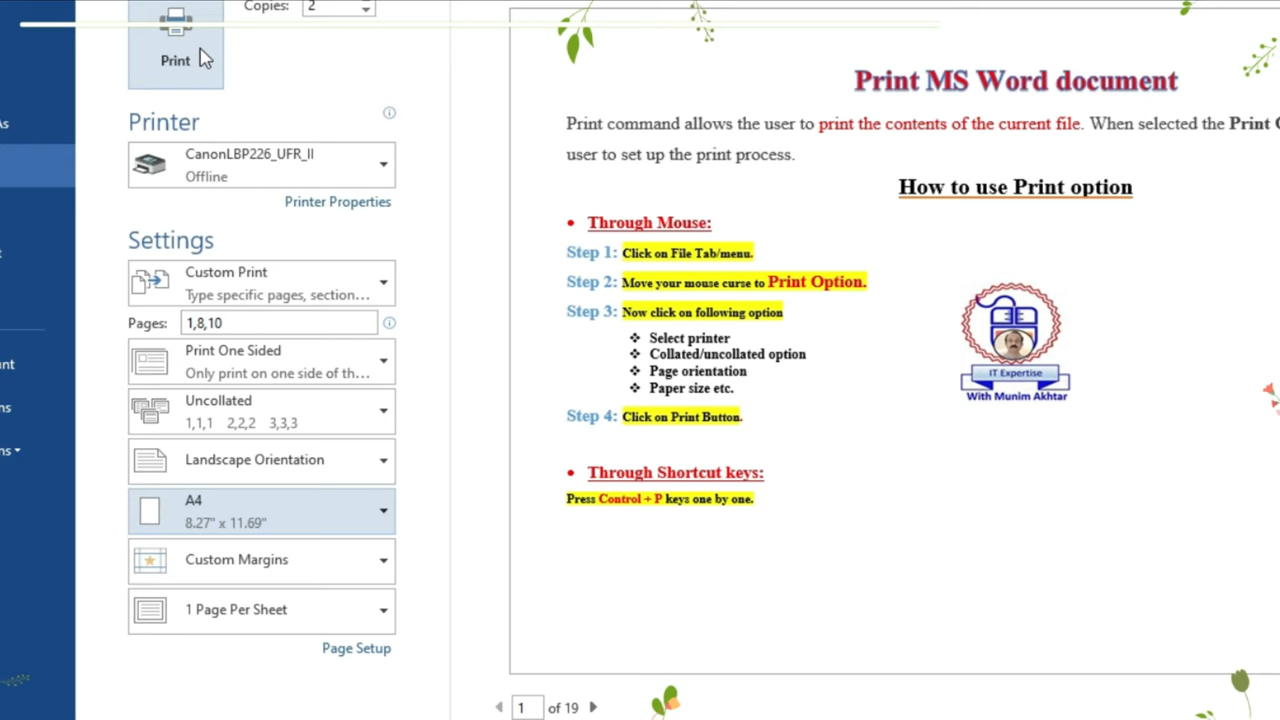 Copies: 2
Print
As
Printer
CanonLBP226_UFR_II
Offline
Printer Properties
Settings
Custom Print
Type specific pages, section...
Pages: 1,8,10
Print One Sided
Only print on one side of th...
Uncollated
1,1,1 2,2,2 3,3,3
Landscape Orientation
A4
8.27" x 11.69"
Custom Margins
1 Page Per Sheet
Page Setup
Print MS Word document
Print command allows the user to print the contents of the current file. When selected the Print
user to set up the print process.
How to use Print option
• Through Mouse:
Step 1: Click on File Tab/menu.
Step 2: Move your mouse curse to Print Option.
Step 3: Now click on following option
❖ Select printer
❖ Collated/uncollated option
❖ Page orientation
❖ Paper size etc.
Step 4: Click on Print Button.
IT Expertise
With Munim Akhtar
• Through Shortcut keys:
Press Control + P keys one by one.
1 of 19